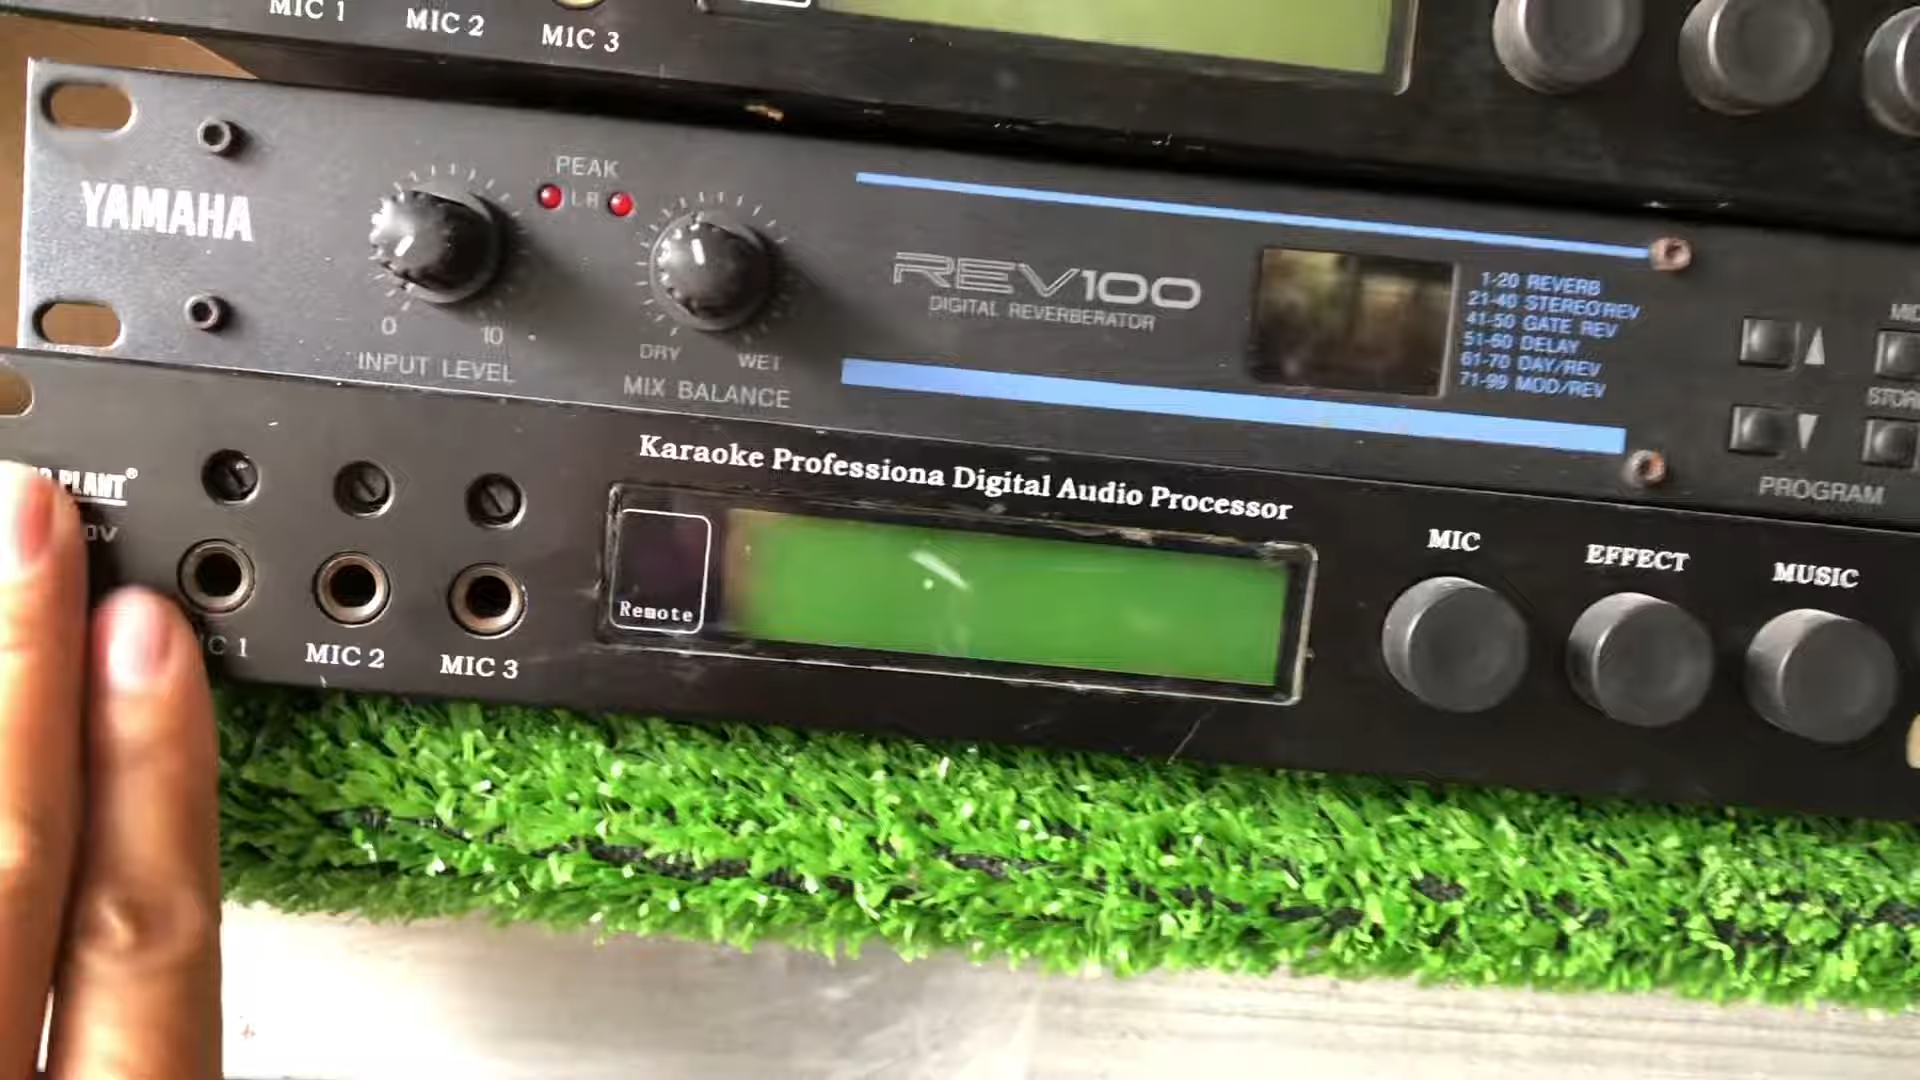 MIC 1
MIC 2
MIC 3
YAMAHA
PEAK
L R
0
10
INPUT LEVEL
DRY
WET
MIX BALANCE
REV100
DIGITAL REVERBERATOR
1-20 REVERB
21-40 STEREO REV
41-50 GATE REV
51-60 DELAY
61-70 DAY/REV
71-99 MOD/REV
PROGRAM
PLANT®
Karaoke Professiona Digital Audio Processor
Remote
MIC 2
MIC 3
MIC
EFFECT
MUSIC